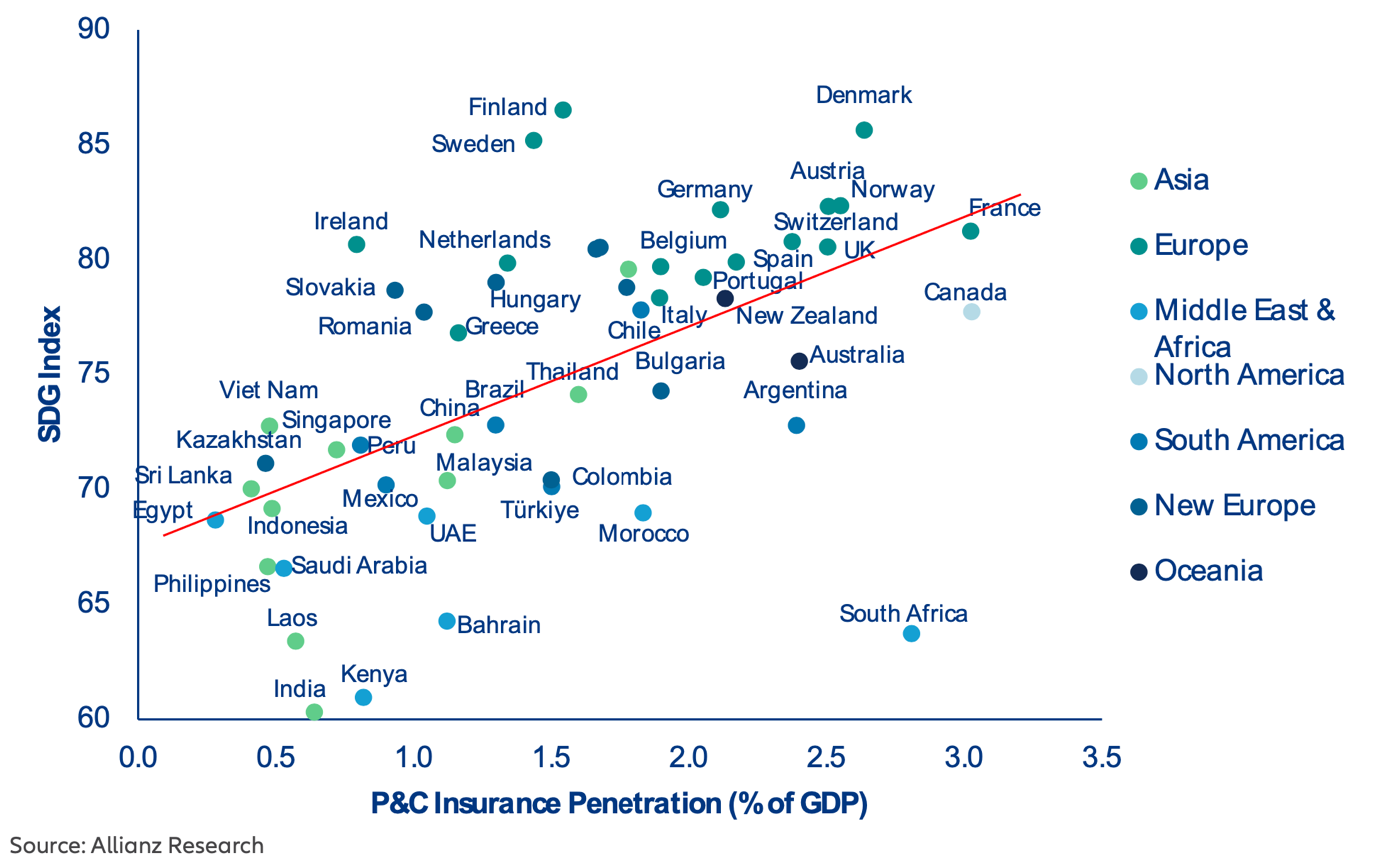 90
85
80
75
70
65
60
SDG Index
0.0 0.5 1.0 1.5 2.0 2.5 3.0 3.5
P&C Insurance Penetration (% of GDP)
Denmark
Finland
Sweden
Austria
Germany
Norway
France
Ireland
Switzerland
Netherlands
Belgium
UK
Spain
Portugal
Slovakia
Canada
Hungary
Italy
New Zealand
Romania
Greece
Chile
Australia
Bulgaria
Thailand
Viet Nam
Brazil
Argentina
China
Singapore
Kazakhstan
Peru
Malaysia
Sri Lanka
Colombia
Mexico
Egypt
Türkiye
Indonesia
UAE
Morocco
Saudi Arabia
Philippines
Laos
Bahrain
South Africa
Kenya
India
Asia
Europe
Middle East &
Africa
North America
South America
New Europe
Oceania
Source: Allianz Research